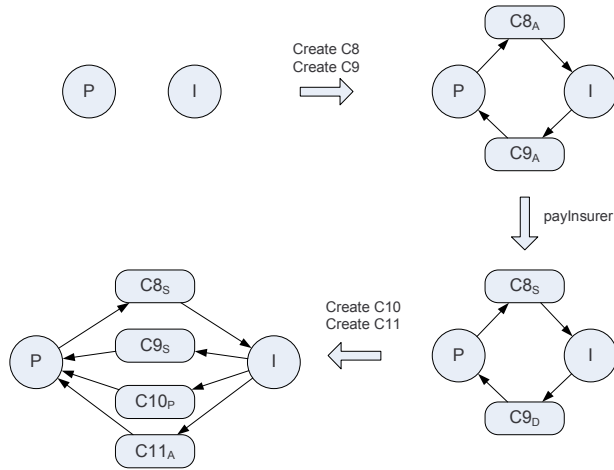 C8A
Create C8
Create C9
P
I
P
I
C9A
payInsurer
C8S
C8S
Create C10
Create C11
C9S
P
I
P
I
C10P
C9D
C11A